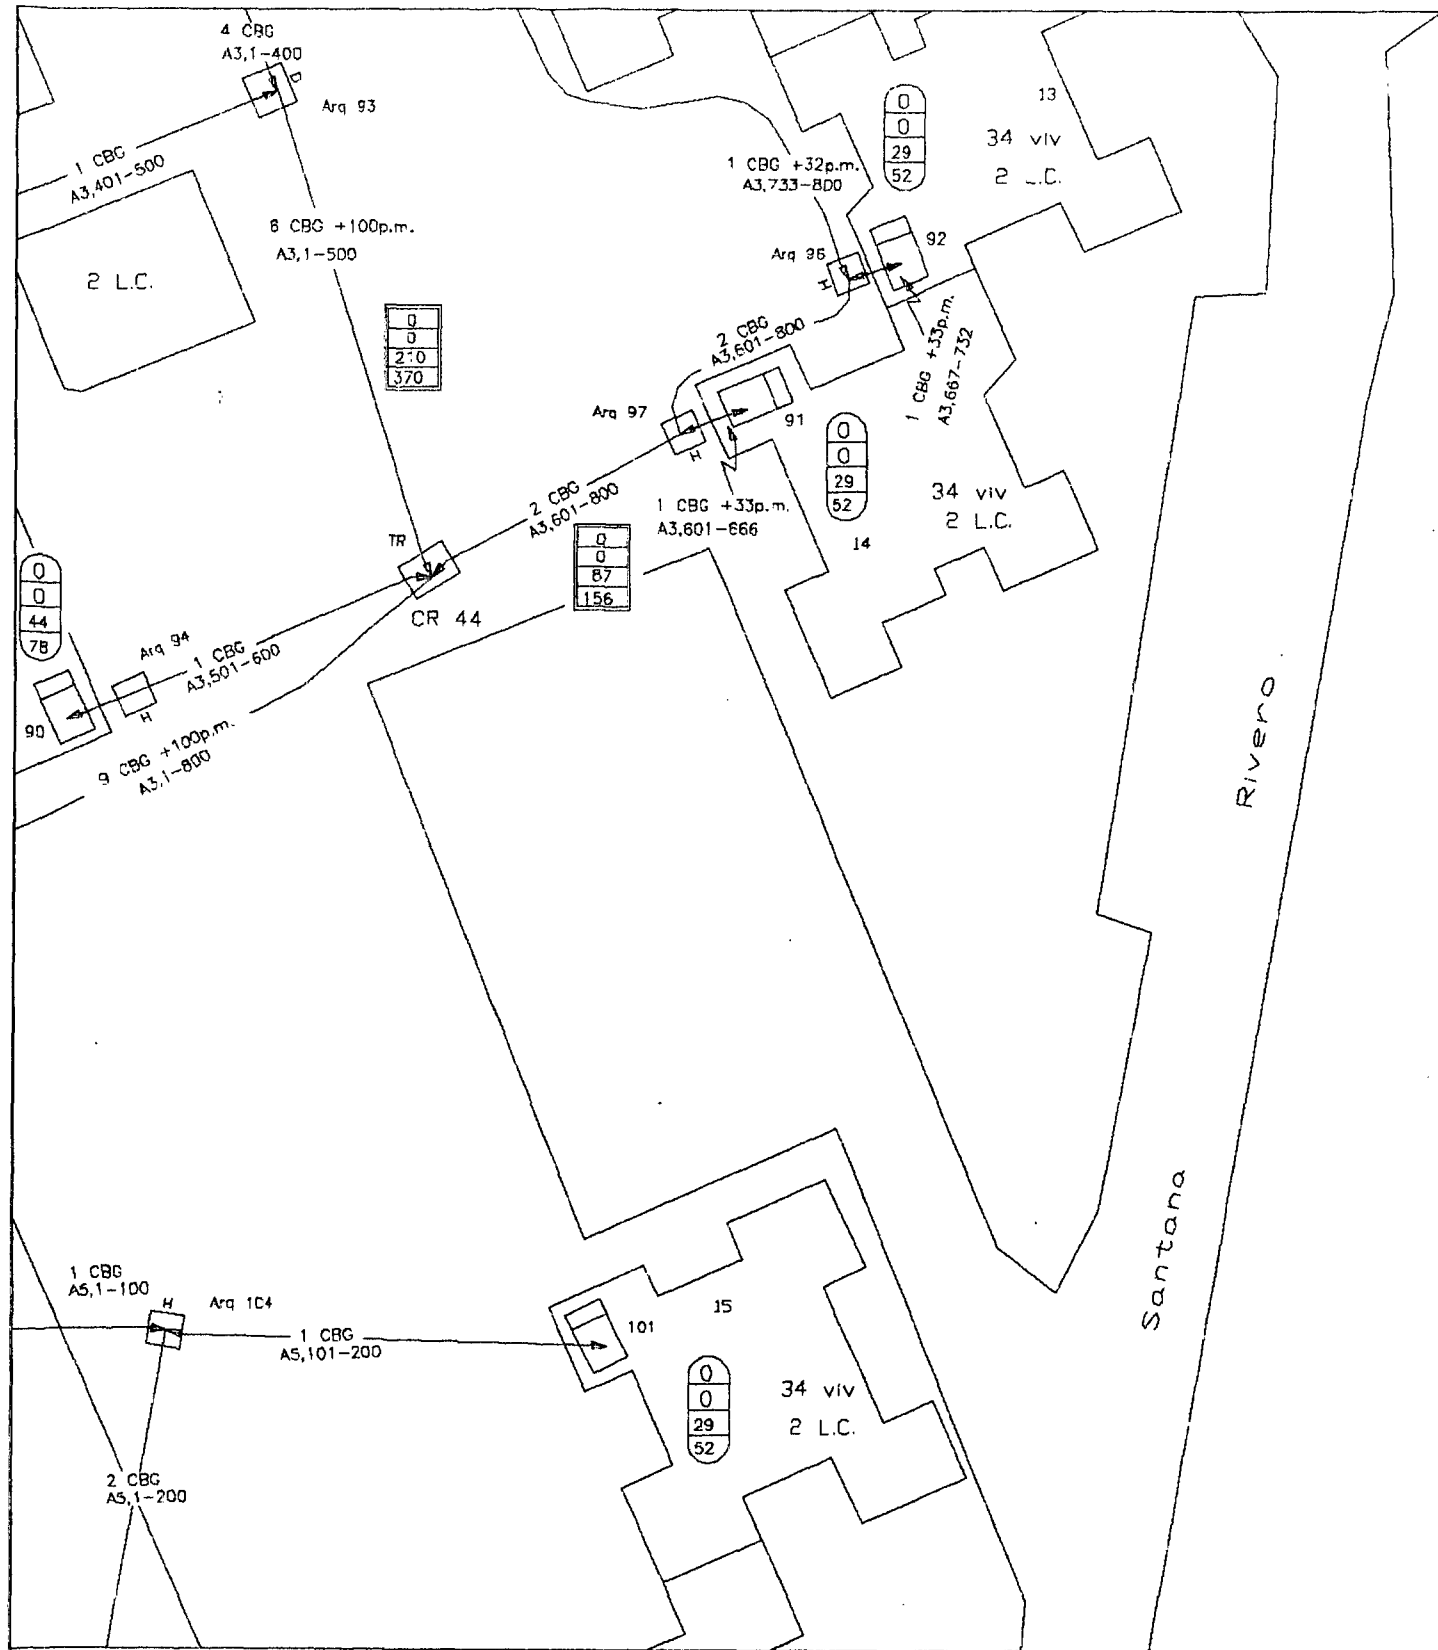 4 CBG
A3,1-400
D
Arq 93
1 CBG
A3,401-500
6 CBG +100p.m.
A3,1-500
2 L.C.
0
0
210
370
13
34 viv
2 L.C.
0
0
29
52
1 CBG +32p.m.
A3,733-800
Arq 96
H
92
1 CBG +33p.m.
A3,667-732
2 CBG
A3,601-800
Arq 97
H
91
0
0
29
52
34 viv
2 L.C.
14
1 CBG +33p.m.
A3,601-666
2 CBG
A3,601-800
TR
CR 44
0
0
87
156
0
0
44
78
Arq 94
H
90
1 CBG
A3,501-600
9 CBG +100p.m.
A3,1-800
Rivero
Santana
1 CBG
A5,1-100
H
Arq 104
1 CBG
A5,101-200
101
15
0
0
29
52
34 viv
2 L.C.
2 CBG
A5,1-200